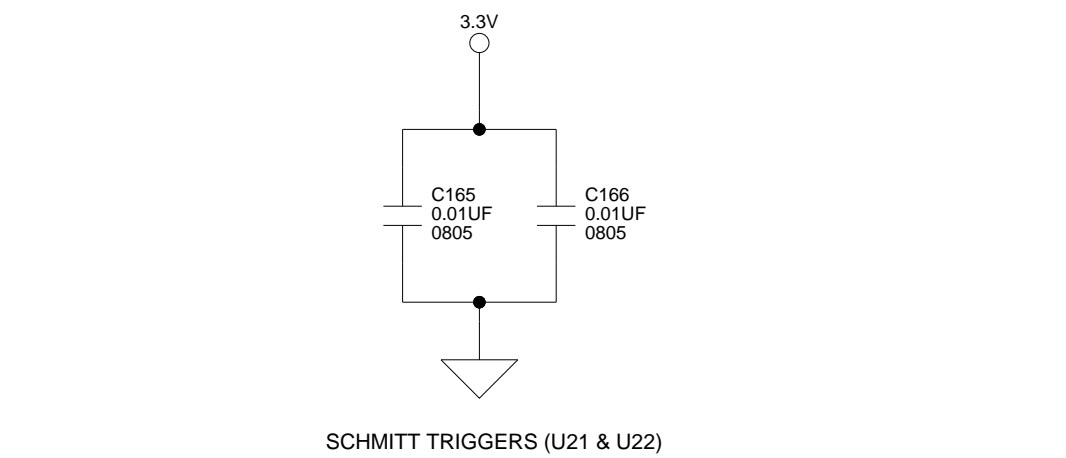 3.3V
C165
0.01UF
0805
C166
0.01UF
0805
SCHMITT TRIGGERS (U21 & U22)